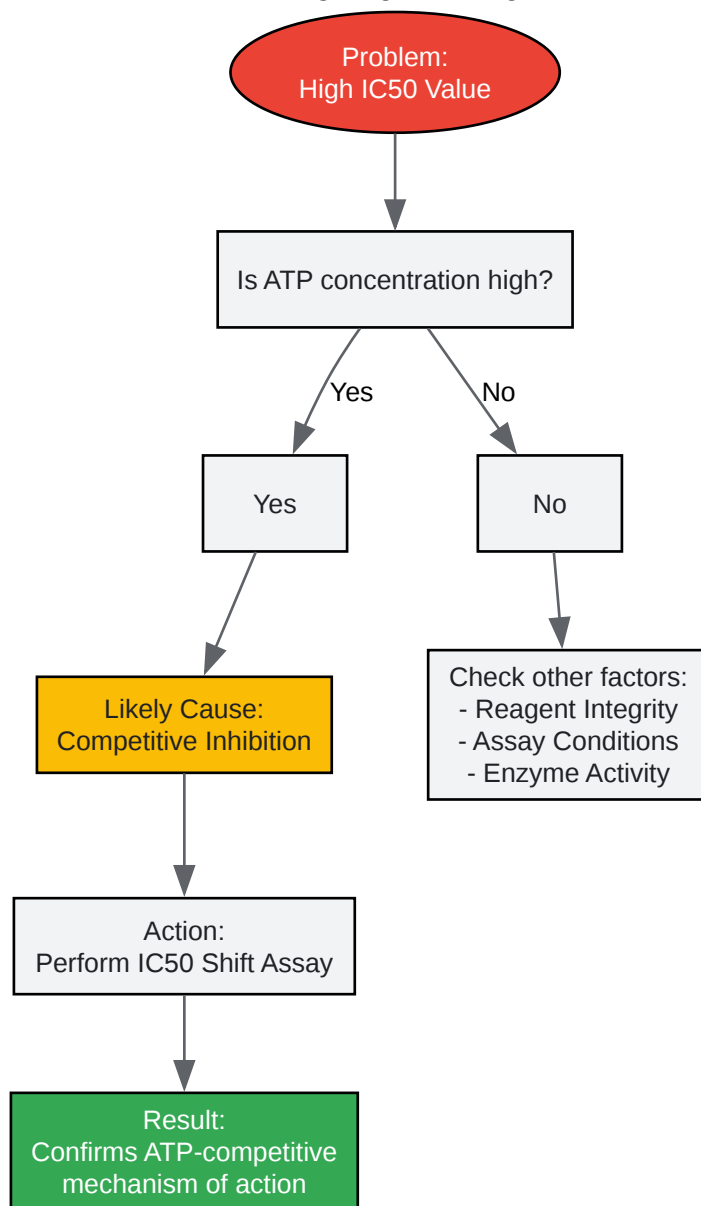 Problem:
High IC50 Value
Is ATP concentration high?
Yes
No
Yes
No
Likely Cause:
Competitive Inhibition
Check other factors:
- Reagent Integrity
- Assay Conditions
- Enzyme Activity
Action:
Perform IC50 Shift Assay
Result:
Confirms ATP-competitive
mechanism of action